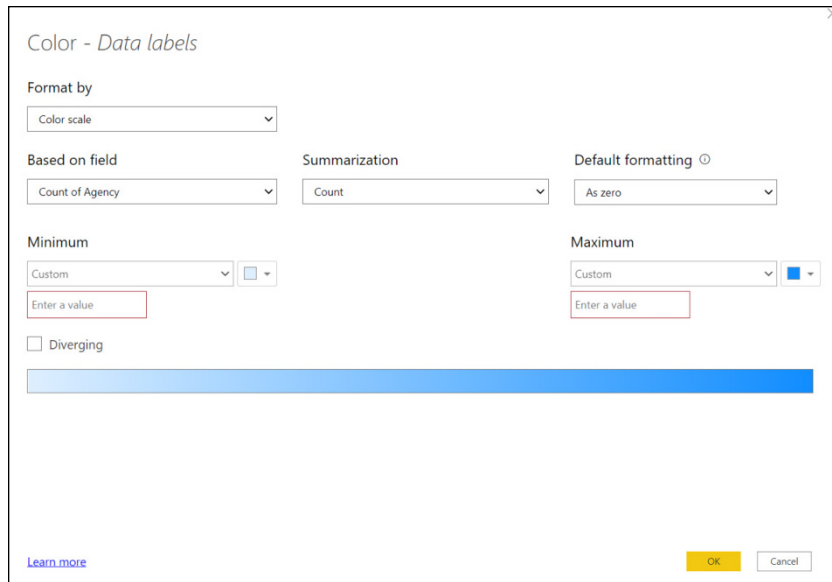 Color - Data labels
Format by
Color scale
Based on field Summarization Default formatting
Count of Agency Count As zero
Minimum Maximum
Custom Custom
Enter a value Enter a value
Diverging
Learn more OK Cancel